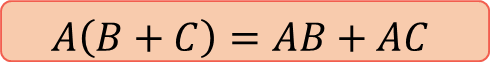 A(B + C) = AB + AC